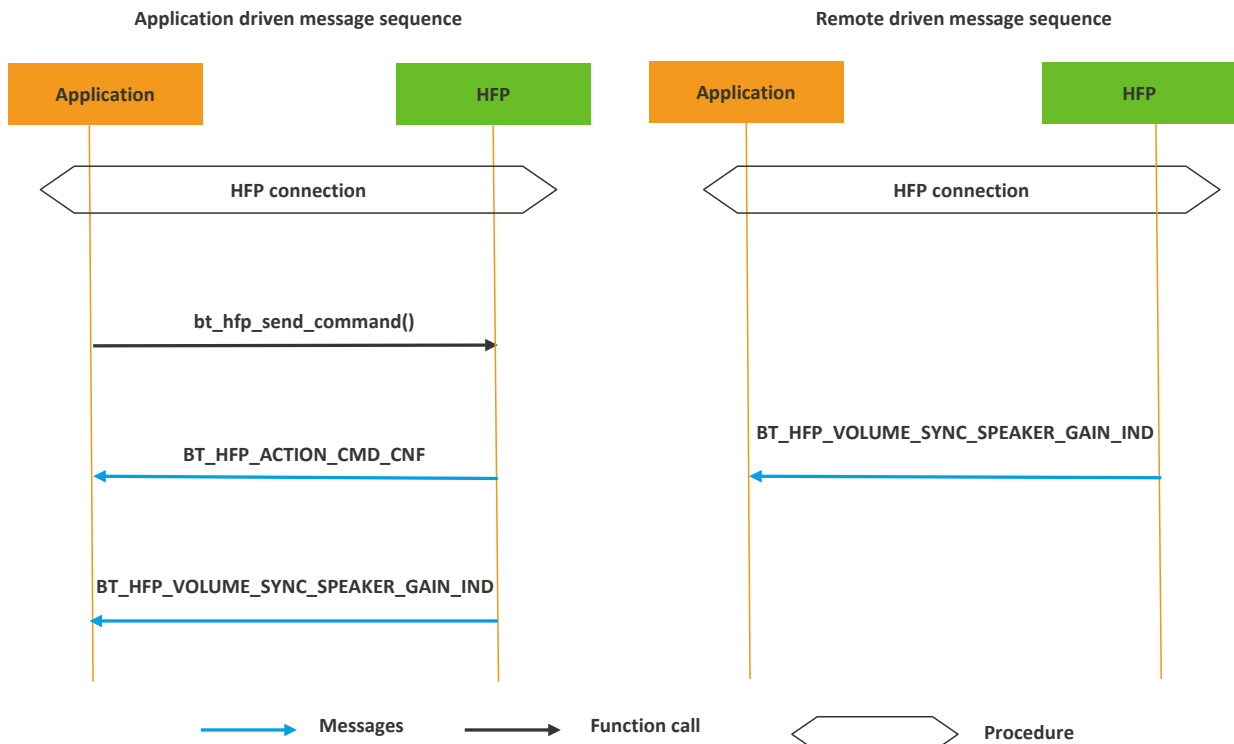 Application driven message sequence
Remote driven message sequence
Application
HFP
Application
HFP
HFP connection
HFP connection
bt_hfp_send_command()
BT_HFP_VOLUME_SYNC_SPEAKER_GAIN_IND
BT_HFP_ACTION_CMD_CNF
BT_HFP_VOLUME_SYNC_SPEAKER_GAIN_IND
Messages
Function call
Procedure